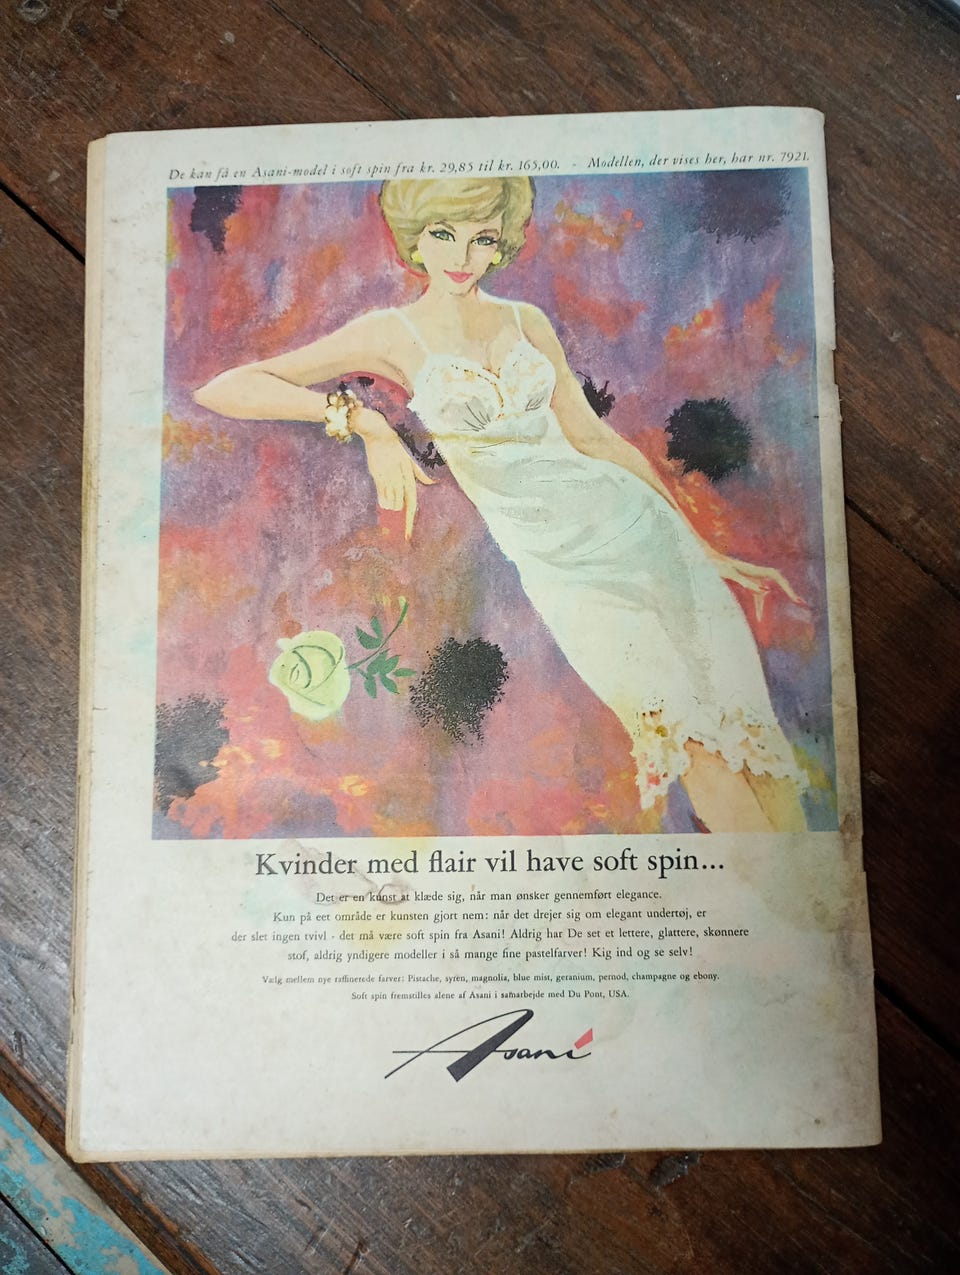 De kan få en Asani-model i soft spin fra kr. 29,85 til kr. 165,00. - Modellen, der vises her, har nr. 7921.
Kvinder med flair vil have soft spin...
Det er en kunst at klæde sig, når man ønsker gennemført elegance.
Kun på eet område er kunsten gjort nem: når det drejer sig om elegant undertøj, er
der slet ingen tvivl - det må være soft spin fra Asani! Aldrig har De set et lettere, glattere, skønnere
stof, aldrig yndigere modeller i så mange fine pastelfarver! Kig ind og se selv!
Vælg mellem nye raffinerede farver: Pistache, syren, magnolia, blue mist, geranium, pernod, champagne og ebony.
Soft spin fremstilles alene af Asani i samarbejde med Du Pont, USA.
Asani